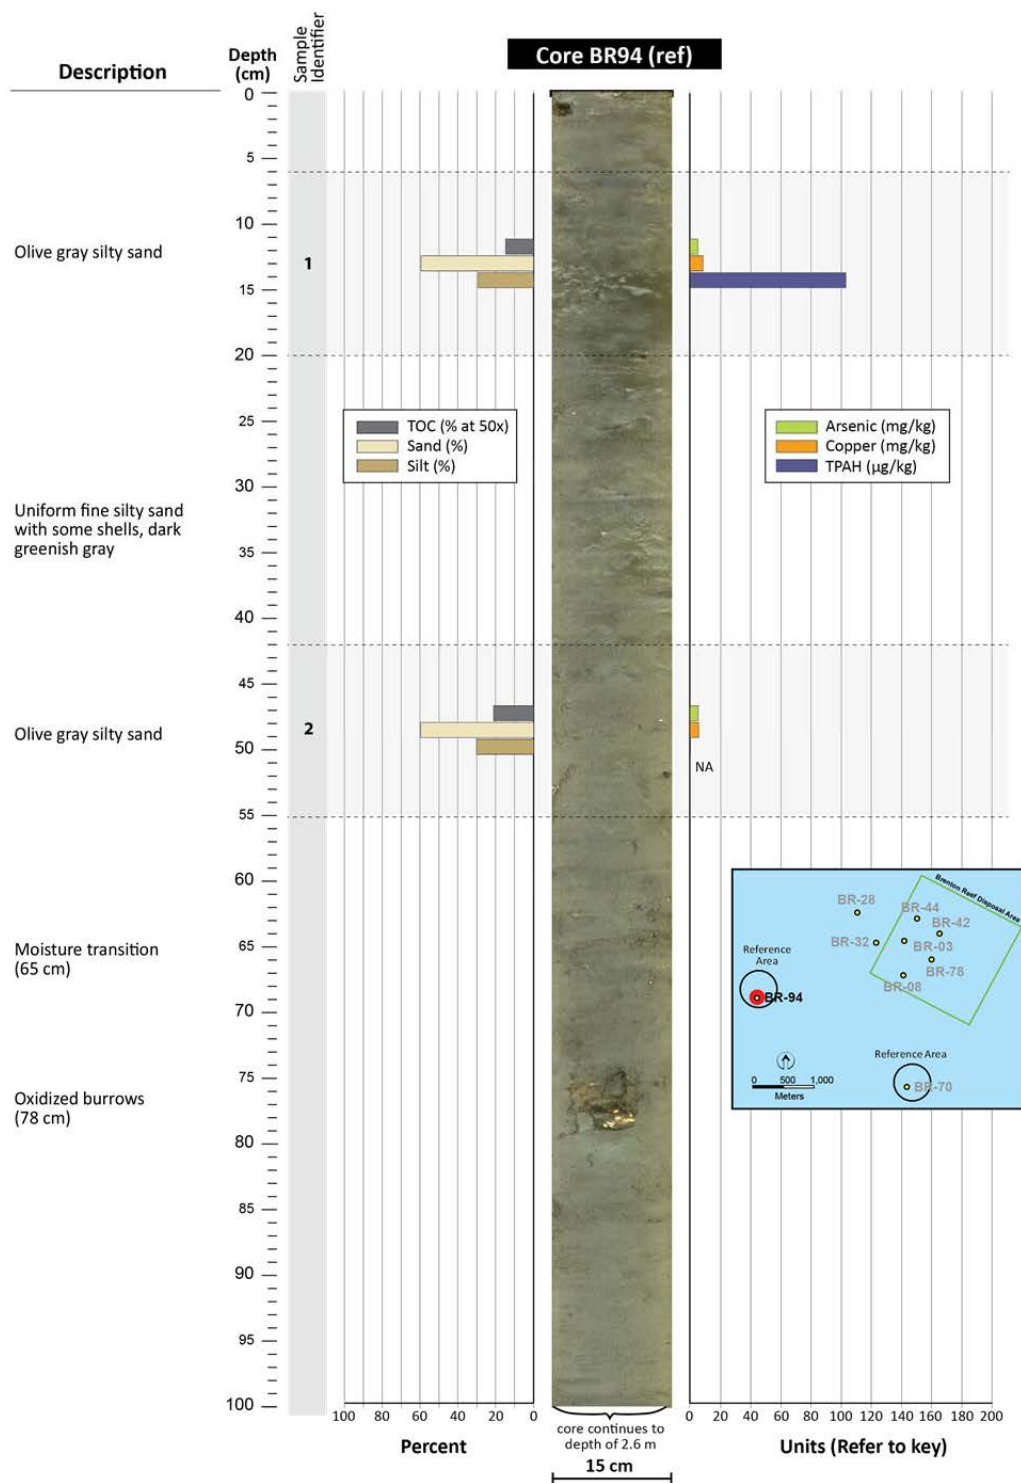 Core BR94 (ref)
Description
Depth
(cm)
Sample
Identifier
0
5
10
15
20
25
30
35
40
45
50
55
60
65
70
75
80
85
90
95
100
Olive gray silty sand
1
TOC (% at 50x)
Sand (%)
Silt (%)
Arsenic (mg/kg)
Copper (mg/kg)
TPAH (µg/kg)
Uniform fine silty sand
with some shells, dark
greenish gray
Olive gray silty sand
2
NA
Moisture transition
(65 cm)
Oxidized burrows
(78 cm)
Brenton Reef Disposal Area
BR-28
BR-44
BR-42
BR-32
BR-03
BR-78
BR-08
Reference
Area
BR-94
Reference Area
BR-70
0 500 1,000
Meters
100 80 60 40 20 0
Percent
core continues to
depth of 2.6 m
15 cm
0 20 40 60 80 100 120 140 160 180 200
Units (Refer to key)